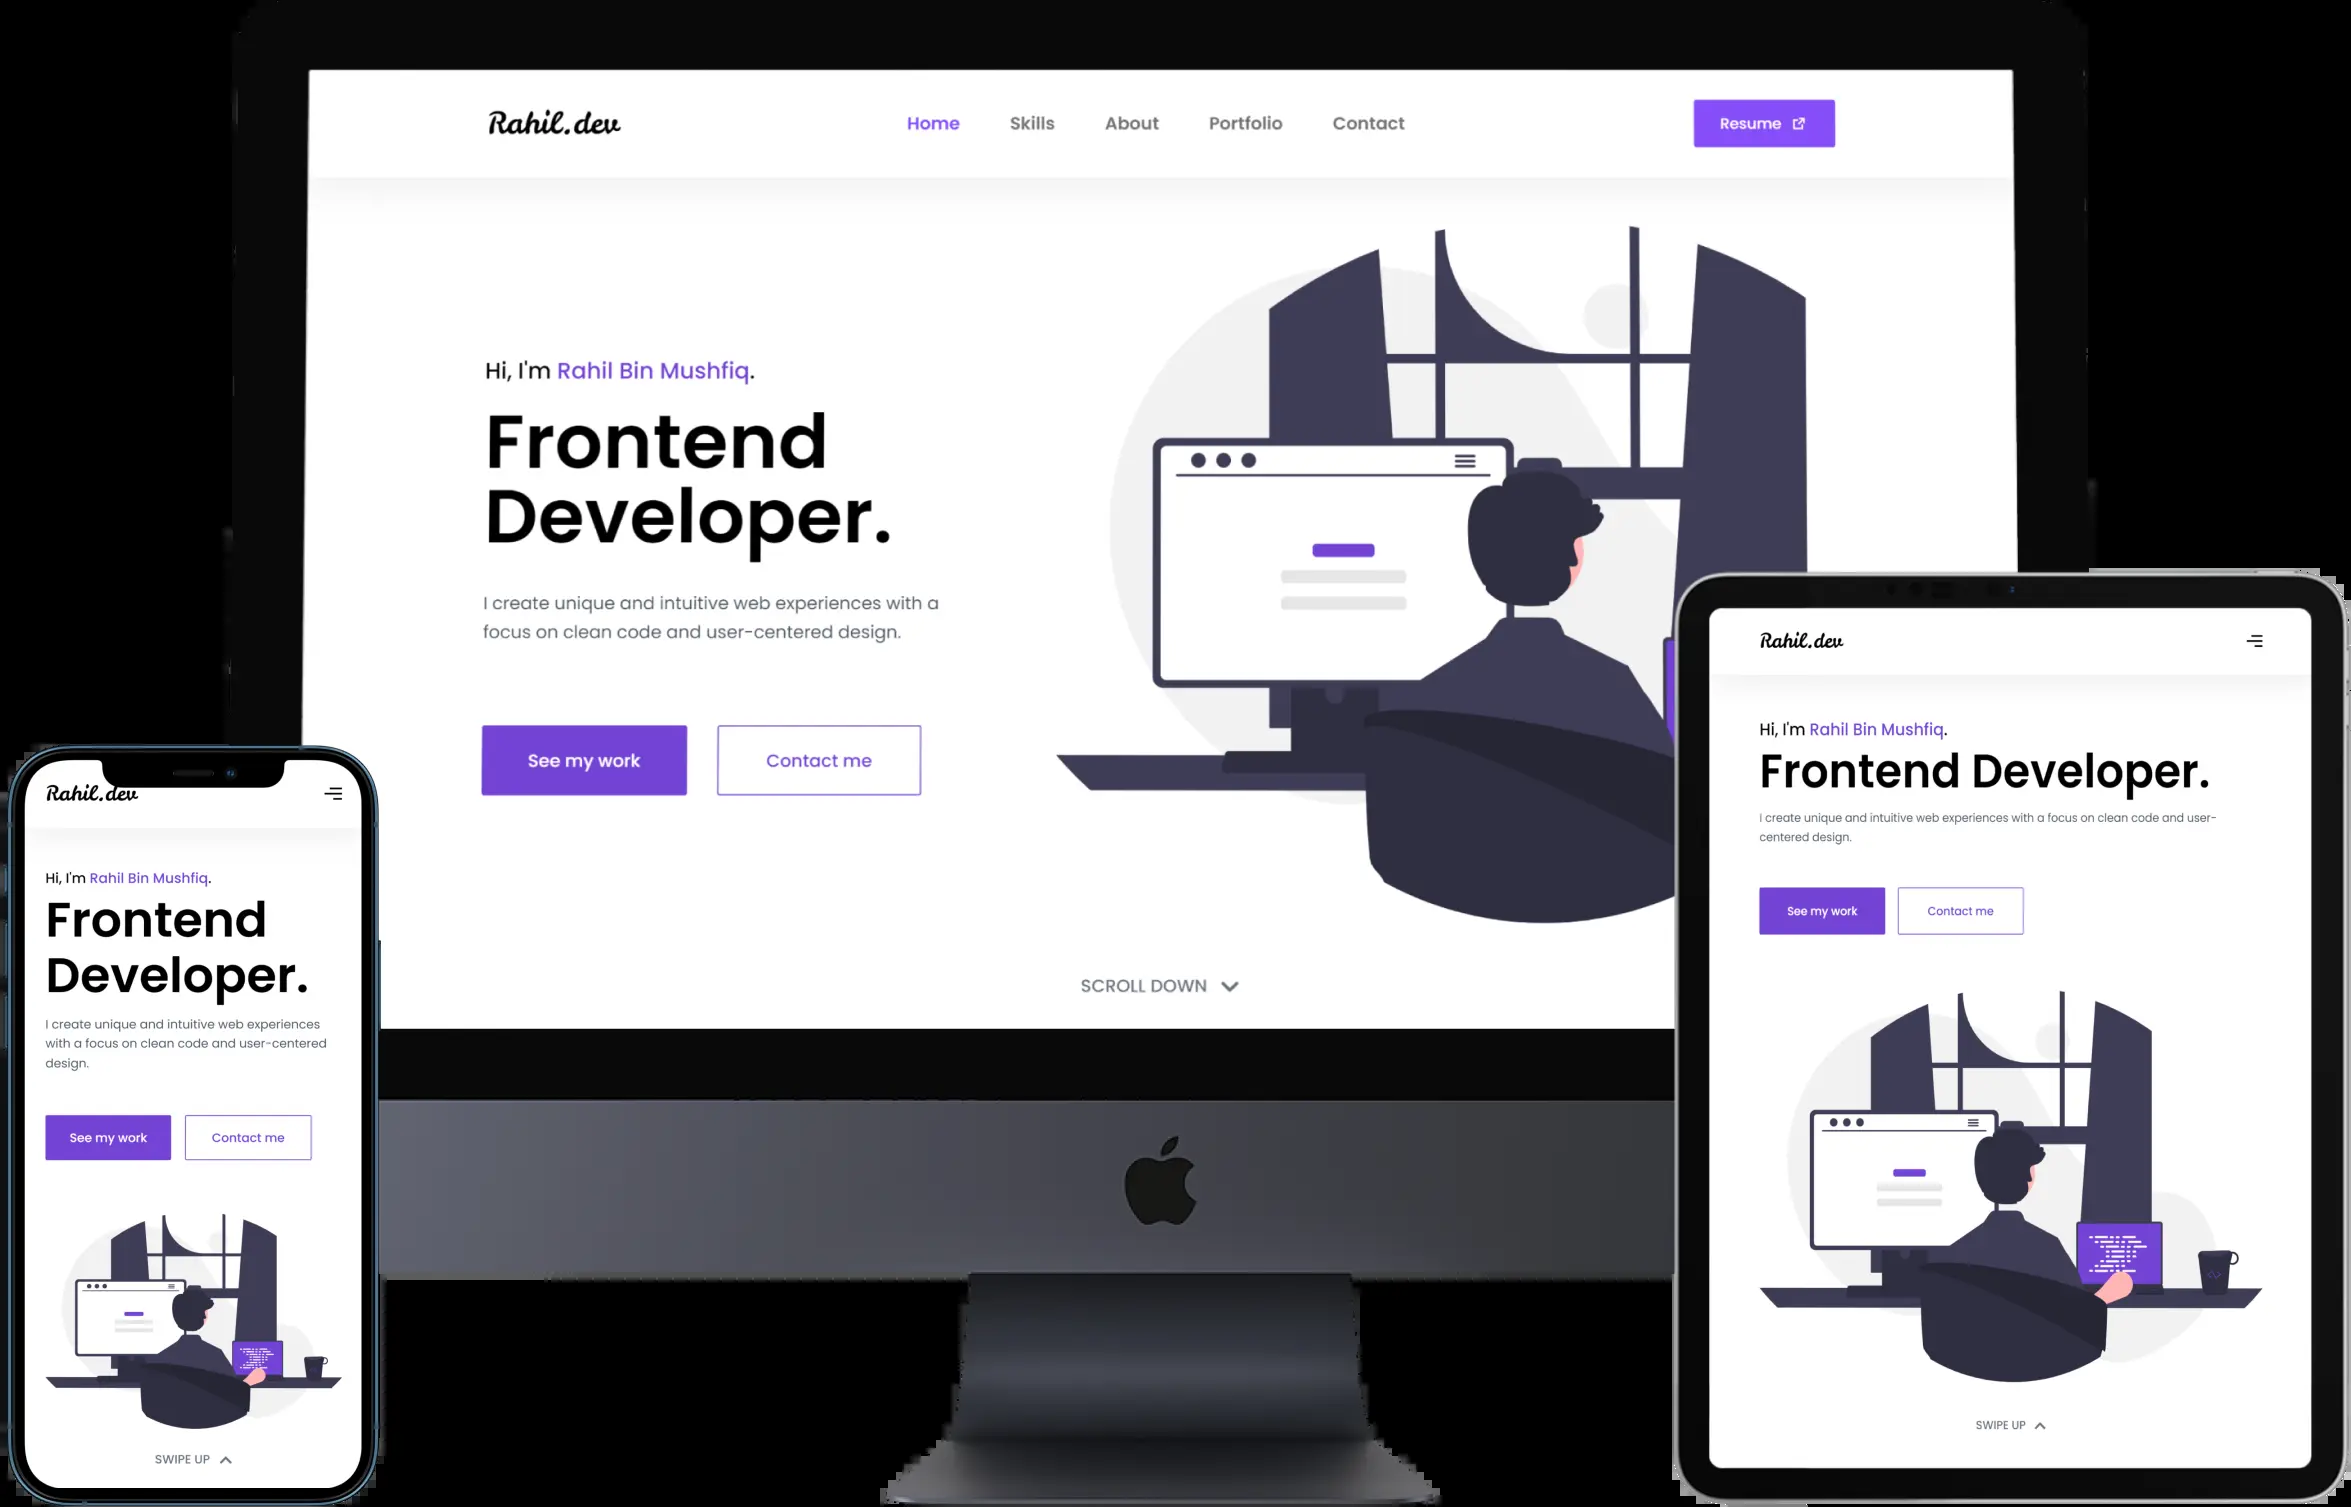 Rahil.dev
Home Skills About Portfolio Contact
Resume
Hi, I'm Rahil Bin Mushfiq.
Frontend
Developer.
I create unique and intuitive web experiences with a
focus on clean code and user-centered design.
See my work Contact me
SCROLL DOWN
Rahil.dev
Hi, I'm Rahil Bin Mushfiq.
Frontend
Developer.
I create unique and intuitive web experiences
with a focus on clean code and user-centered
design.
See my work Contact me
SWIPE UP
Rahil.dev
Hi, I'm Rahil Bin Mushfiq.
Frontend Developer.
I create unique and intuitive web experiences with a focus on clean code and user-
centered design.
See my work Contact me
SWIPE UP